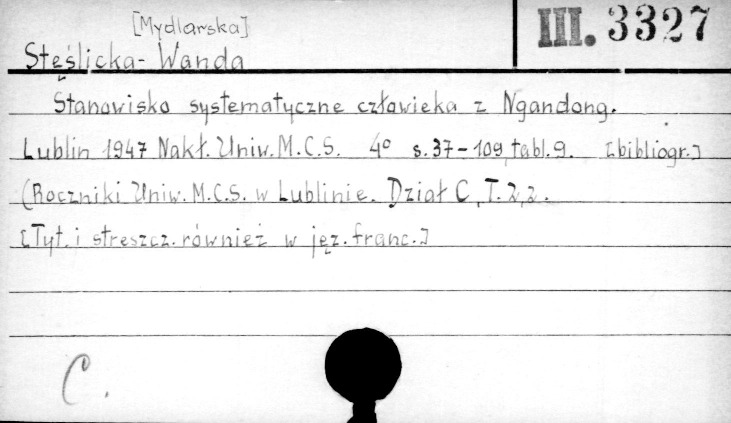 [Mydlarska]
III. 3327
Stęślicka- Wanda
Stanowisko systematyczne człowieka z Ngandong.
Lublin 1947 Nakł. Uniw. M.C.S. 4° s. 37-109, tabl. 9. [bibliogr.]
(Roczniki Uniw. M.C.S. w Lublinie. Dział C, T. 2,2.
[Tyt. i streszcz. również w jęz. franc.]
C.